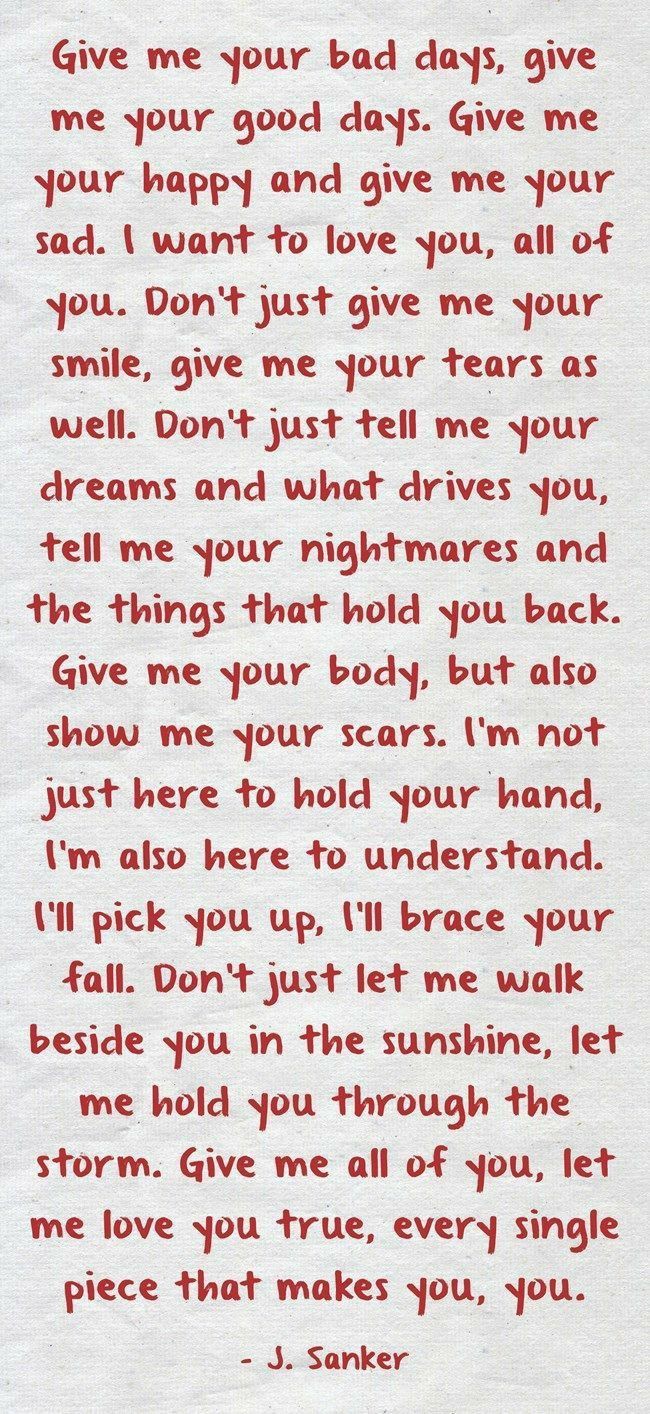 Give me your bad days, give
me your good days. Give me
your happy and give me your
sad. I want to love you, all of
you. Don't just give me your
smile, give me your tears as
well. Don't just tell me your
dreams and what drives you,
tell me your nightmares and
the things that hold you back.
Give me your body, but also
show me your scars. I'm not
just here to hold your hand,
I'm also here to understand.
I'll pick you up, I'll brace your
fall. Don't just let me walk
beside you in the sunshine, let
me hold you through the
storm. Give me all of you, let
me love you true, every single
piece that makes you, you.
- J. Sanker